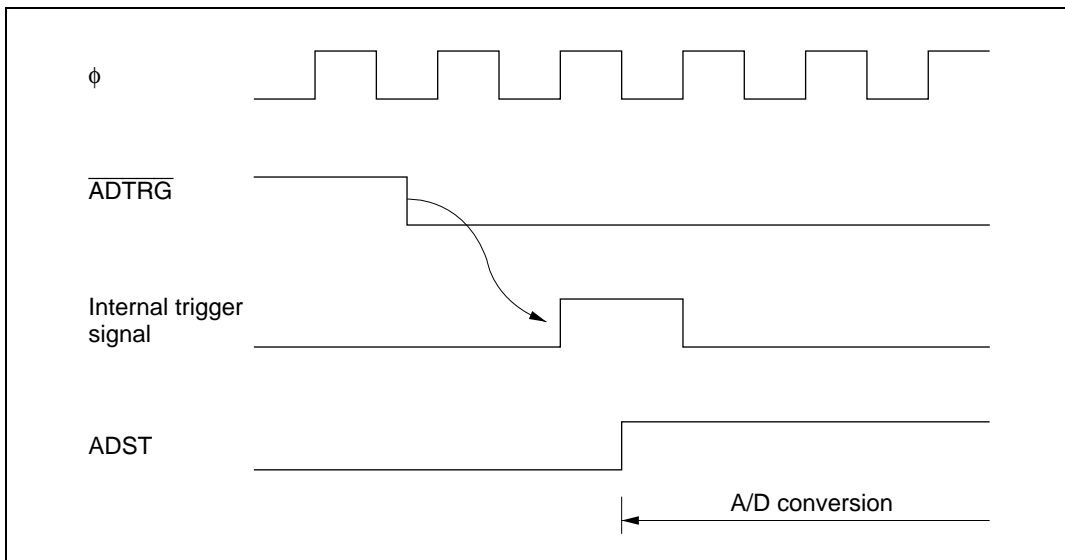 ϕ
ADTRG
Internal trigger
signal
ADST
A/D conversion